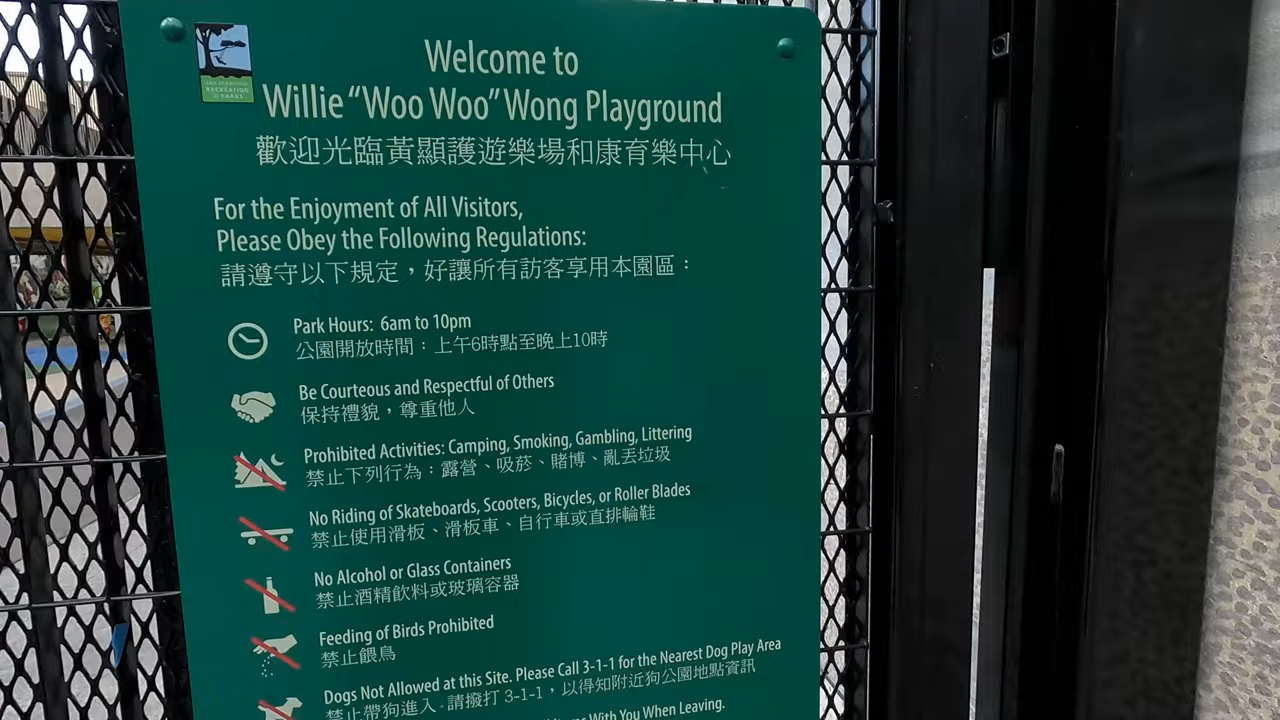 Welcome to
Willie “Woo Woo” Wong Playground
歡迎光臨黃顯護遊樂場和康育樂中心
For the Enjoyment of All Visitors,
Please Obey the Following Regulations:
請遵守以下規定，好讓所有訪客享用本園區：
Park Hours: 6am to 10pm
公園開放時間：上午6時點至晚上10時
Be Courteous and Respectful of Others
保持禮貌，尊重他人
Prohibited Activities: Camping, Smoking, Gambling, Littering
禁止下列行為：露營、吸菸、賭博、亂丟垃圾
No Riding of Skateboards, Scooters, Bicycles, or Roller Blades
禁止使用滑板、滑板車、自行車或直排輪鞋
No Alcohol or Glass Containers
禁止酒精飲料或玻璃容器
Feeding of Birds Prohibited
禁止餵鳥
Dogs Not Allowed at this Site. Please Call 3-1-1 for the Nearest Dog Play Area
禁止帶狗進入。請撥打 3-1-1，以得知附近狗公園地點資訊
With You When Leaving.